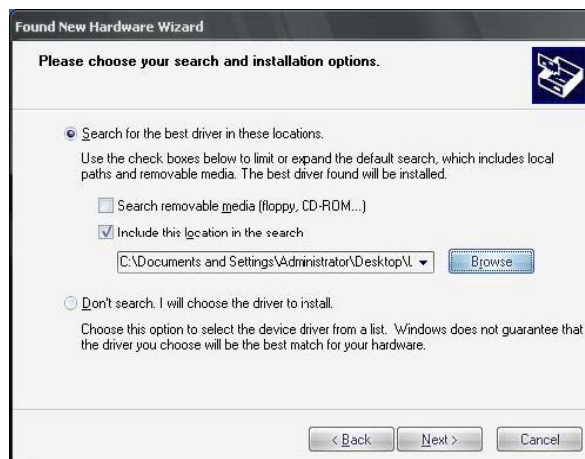 Found New Hardware Wizard
Please choose your search and installation options.
Search for the best driver in these locations.
Use the check boxes below to limit or expand the default search, which includes local
paths and removable media. The best driver found will be installed.
Search removable media (floppy, CD-ROM...)
Include this location in the search
C:\Documents and Settings\Administrator\Desktop\L
Browse
Don't search. I will choose the driver to install.
Choose this option to select the device driver from a list. Windows does not guarantee that
the driver you choose will be the best match for your hardware.
< Back
Next >
Cancel